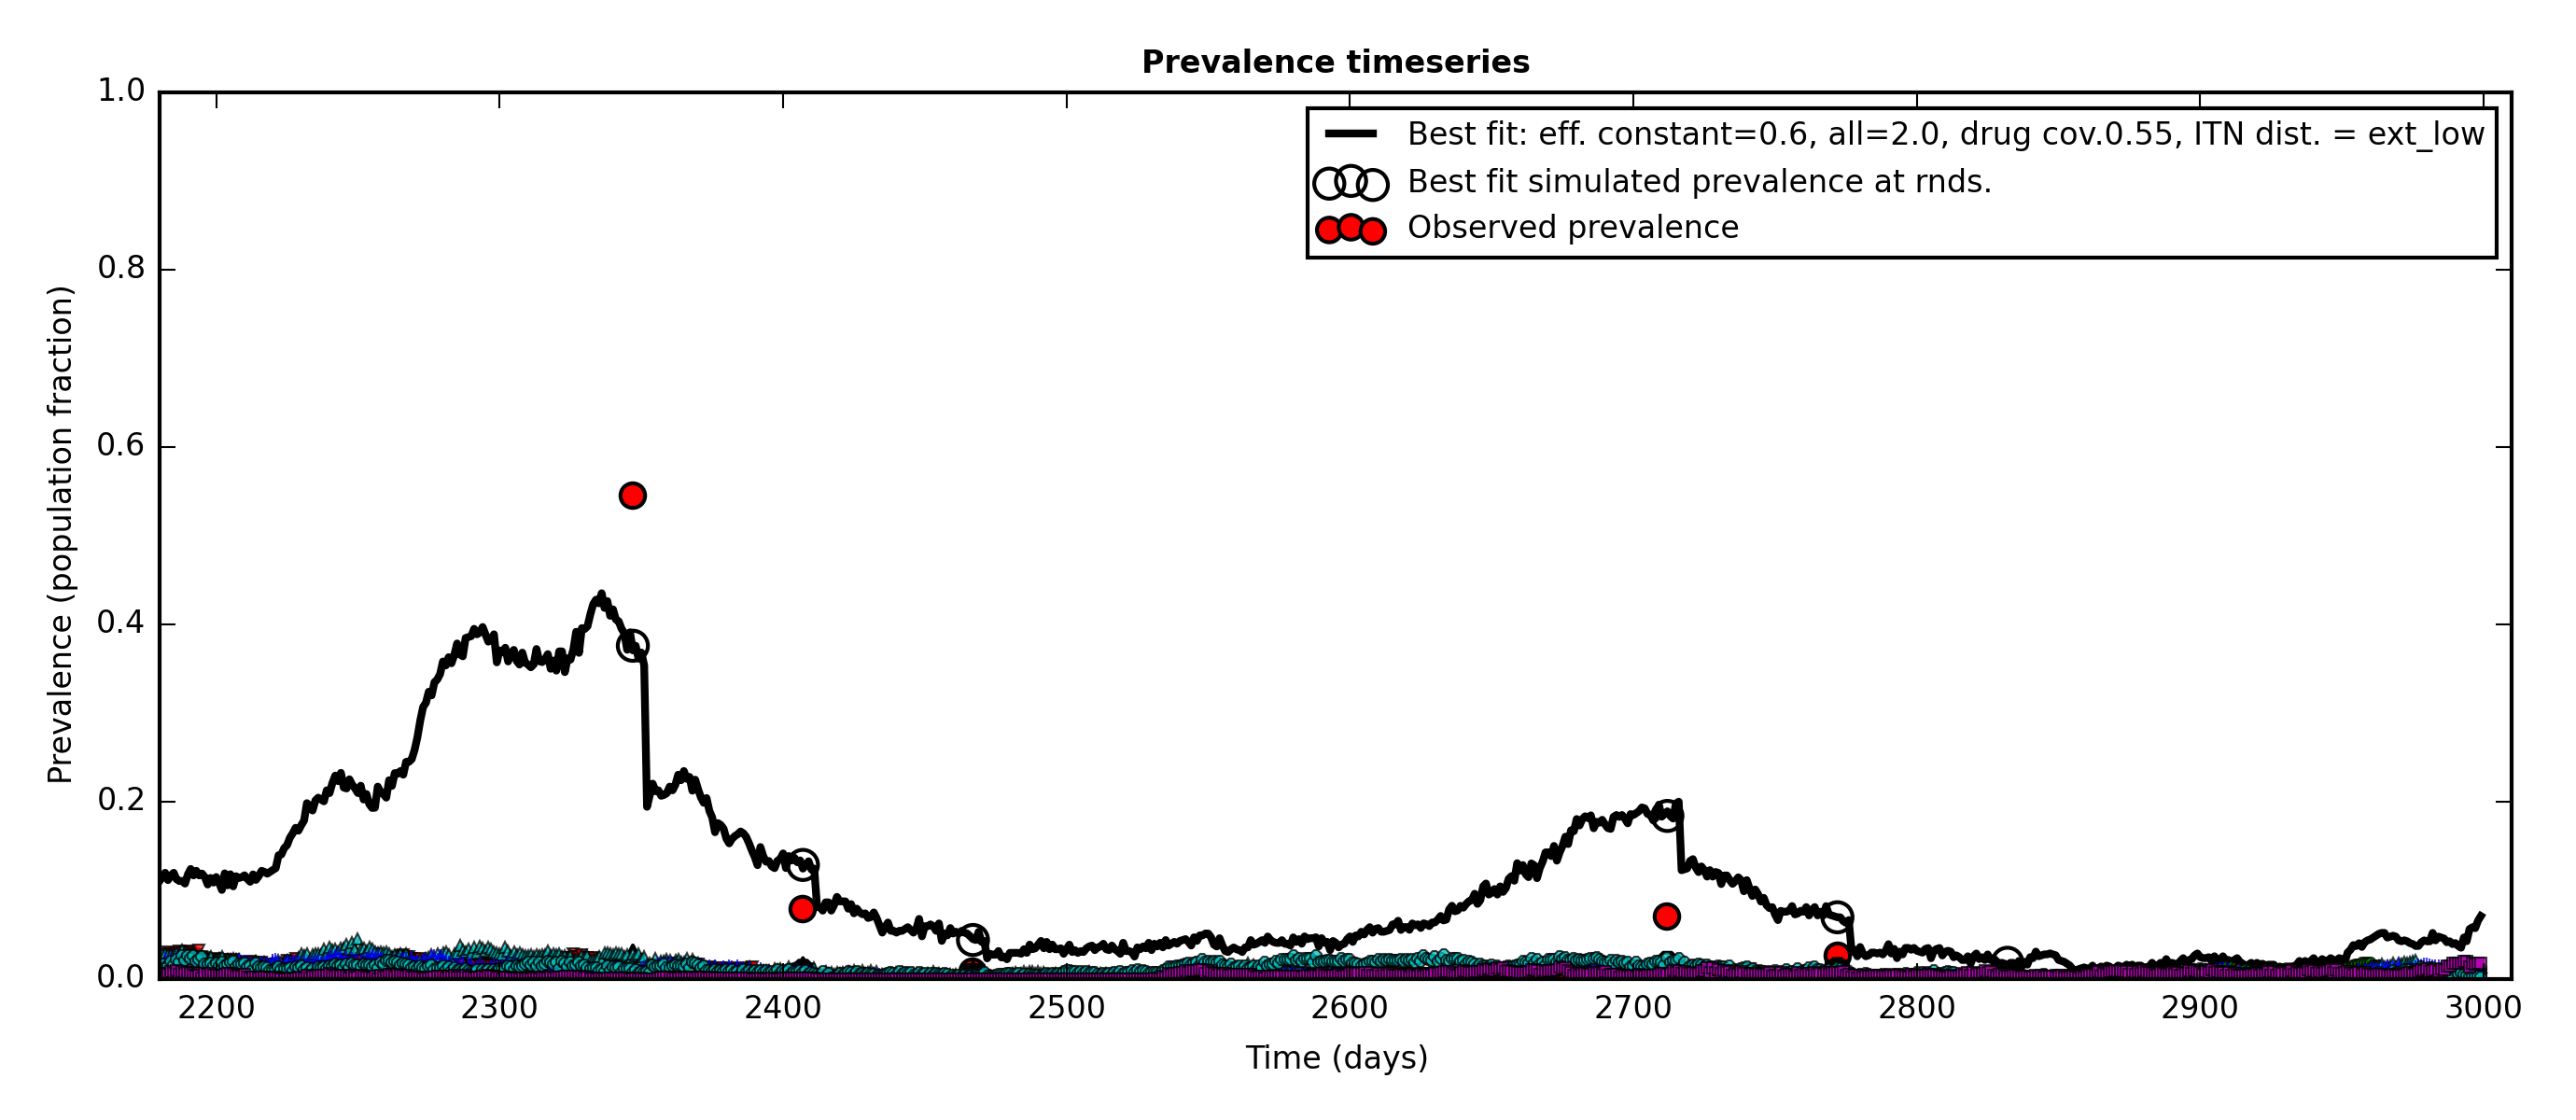 Prevalence timeseries
1.0
0.8
0.6
0.4
0.2
0.0
Prevalence (population fraction)
Best fit: eff. constant=0.6, all=2.0, drug cov.0.55, ITN dist. = ext_low
Best fit simulated prevalence at rnds.
Observed prevalence
2200 2300 2400 2500 2600 2700 2800 2900 3000
Time (days)